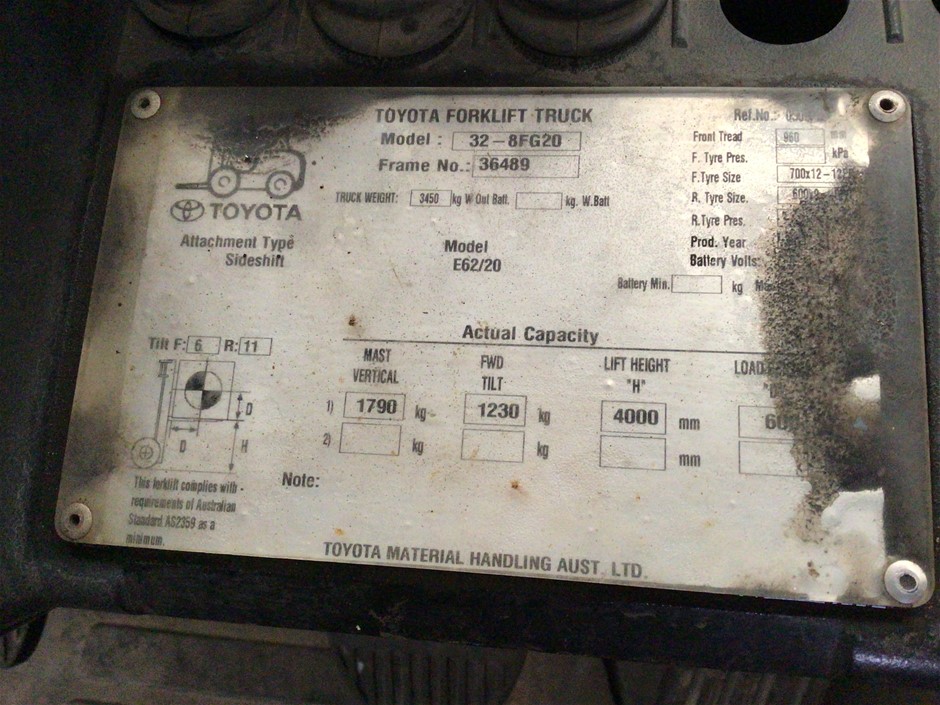 TOYOTA FORKLIFT TRUCK
Model : 32-8FG20
Frame No.: 36489
TRUCK WEIGHT: 3450 kg W Out Batt. kg. W.Batt
TOYOTA
Attachment Type
Sideshift
Model
E62/20
Ref.No.:
Front Tread 960 mm
F. Tyre Pres. kPa
F.Tyre Size 700x12-
R. Tyre Size.
R.Tyre Pres.
Prod. Year
Battery Volts:
Battery Min. kg
Tilt F: 6 R: 11
D
D H
This forklift complies with
requirements of Australian
Standard AS2359 as a
minimum.
Actual Capacity
MAST VERTICAL FWD TILT LIFT HEIGHT "H" LOAD
1) 1790 kg 1230 kg 4000 mm
2) kg kg mm
Note:
TOYOTA MATERIAL HANDLING AUST. LTD.